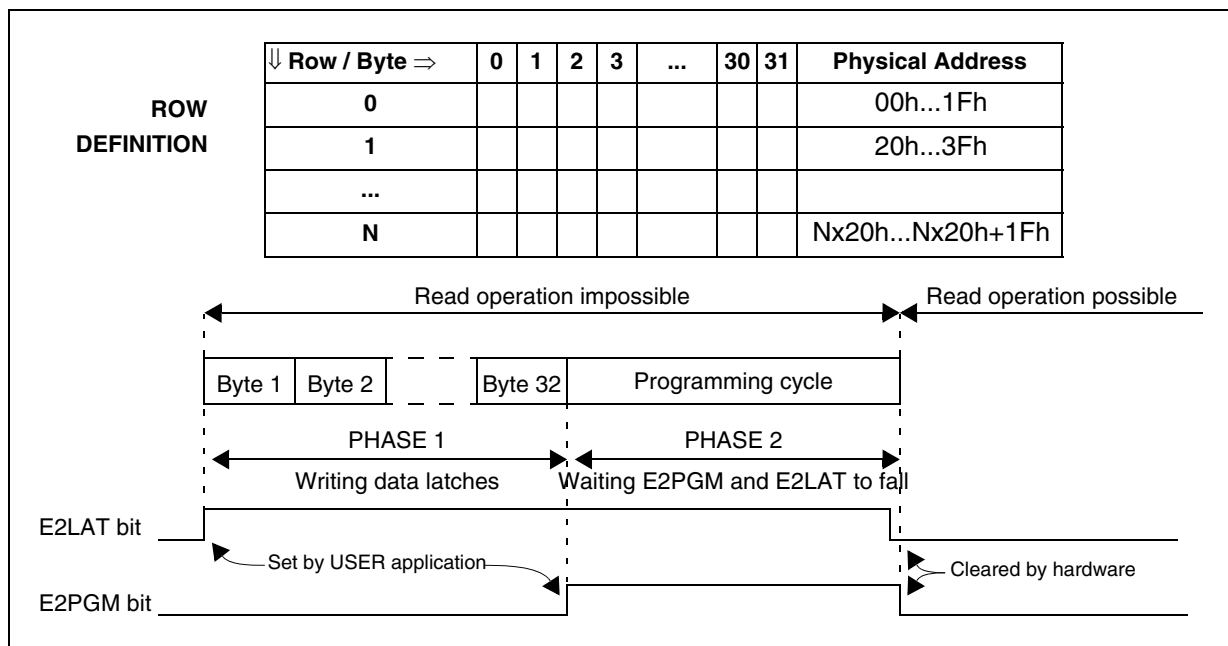 ⇓ Row / Byte ⇒ 0 1 2 3 ... 30 31 Physical Address
ROW DEFINITION
0 00h...1Fh
1 20h...3Fh
...
N Nx20h...Nx20h+1Fh
Read operation impossible Read operation possible
Byte 1 Byte 2 Byte 32 Programming cycle
PHASE 1 PHASE 2
Writing data latches Waiting E2PGM and E2LAT to fall
E2LAT bit
Set by USER application Cleared by hardware
E2PGM bit